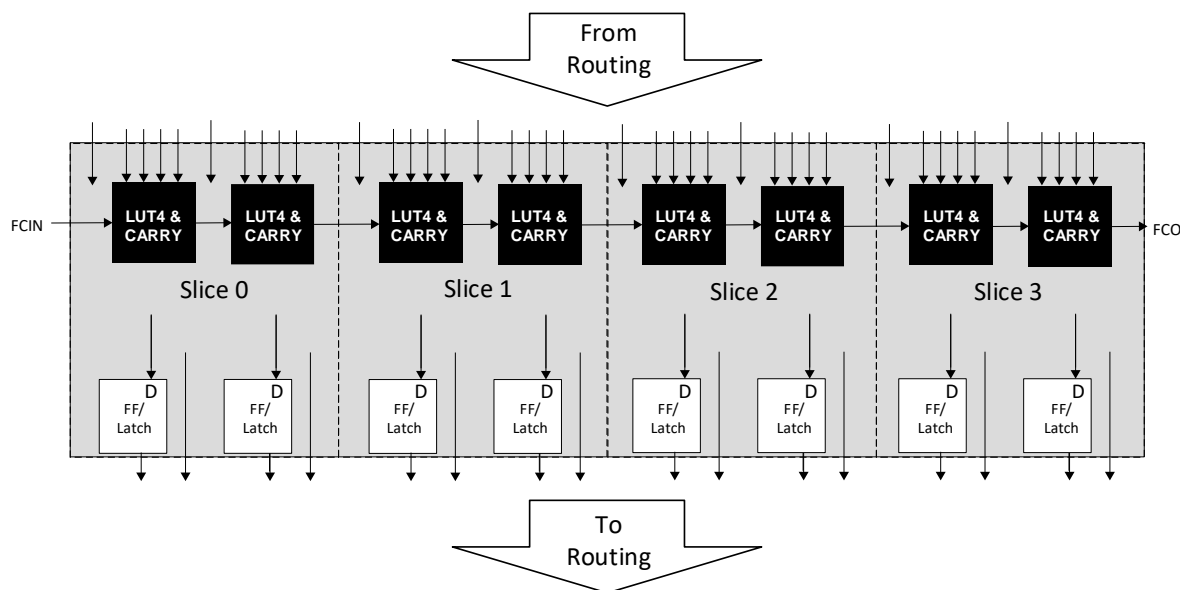 From
Routing
FCIN
LUT4 &
CARRY
LUT4 &
CARRY
LUT4 &
CARRY
LUT4 &
CARRY
LUT4 &
CARRY
LUT4 &
CARRY
LUT4 &
CARRY
LUT4 &
CARRY
FCO
Slice 0
Slice 1
Slice 2
Slice 3
D
FF/
Latch
D
FF/
Latch
D
FF/
Latch
D
FF/
Latch
D
FF/
Latch
D
FF/
Latch
D
FF/
Latch
D
FF/
Latch
To
Routing